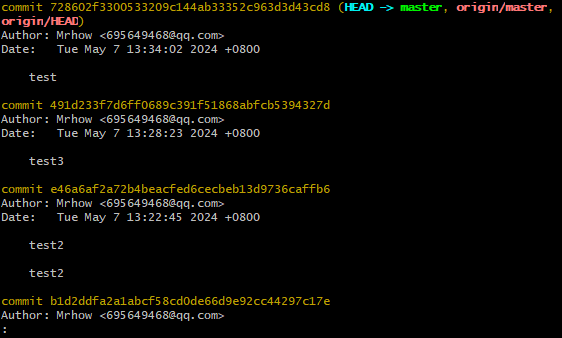 commit 728602f3300533209c144ab33352c963d3d43cd8 (HEAD -> master, origin/master,
origin/HEAD)
Author: Mrhow <695649468@qq.com>
Date:   Tue May 7 13:34:02 2024 +0800
test
commit 491d233f7d6ff0689c391f51868abfcb5394327d
Author: Mrhow <695649468@qq.com>
Date:   Tue May 7 13:28:23 2024 +0800
test3
commit e46a6af2a72b4beacfed6cecbeb13d9736caffb6
Author: Mrhow <695649468@qq.com>
Date:   Tue May 7 13:22:45 2024 +0800
test2
test2
commit b1d2ddfa2a1abcf58cd0de66d9e92cc44297c17e
Author: Mrhow <695649468@qq.com>
: